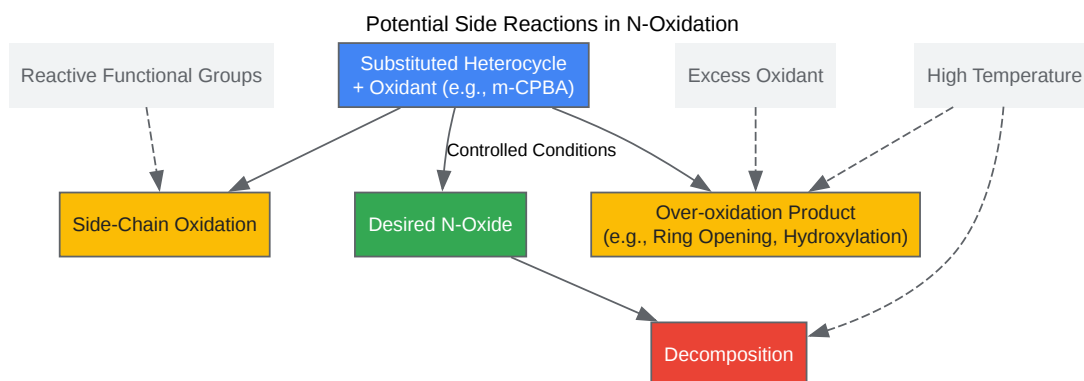 Potential Side Reactions in N-Oxidation
Reactive Functional Groups
Substituted Heterocycle
+ Oxidant (e.g., m-CPBA)
Excess Oxidant
High Temperature
Controlled Conditions
Side-Chain Oxidation
Desired N-Oxide
Over-oxidation Product
(e.g., Ring Opening, Hydroxylation)
Decomposition